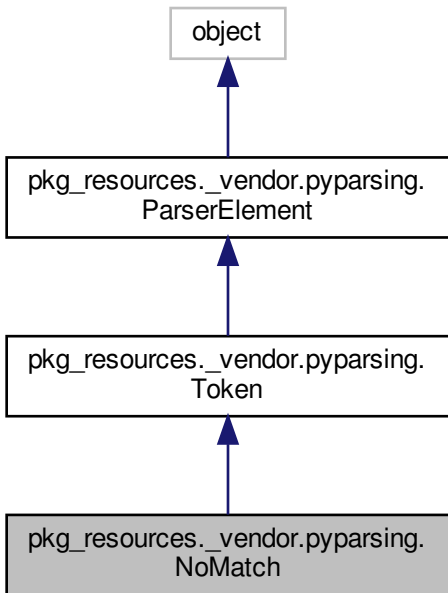 object
pkg_resources._vendor.pyparsing.
ParserElement
pkg_resources._vendor.pyparsing.
Token
pkg_resources._vendor.pyparsing.
NoMatch